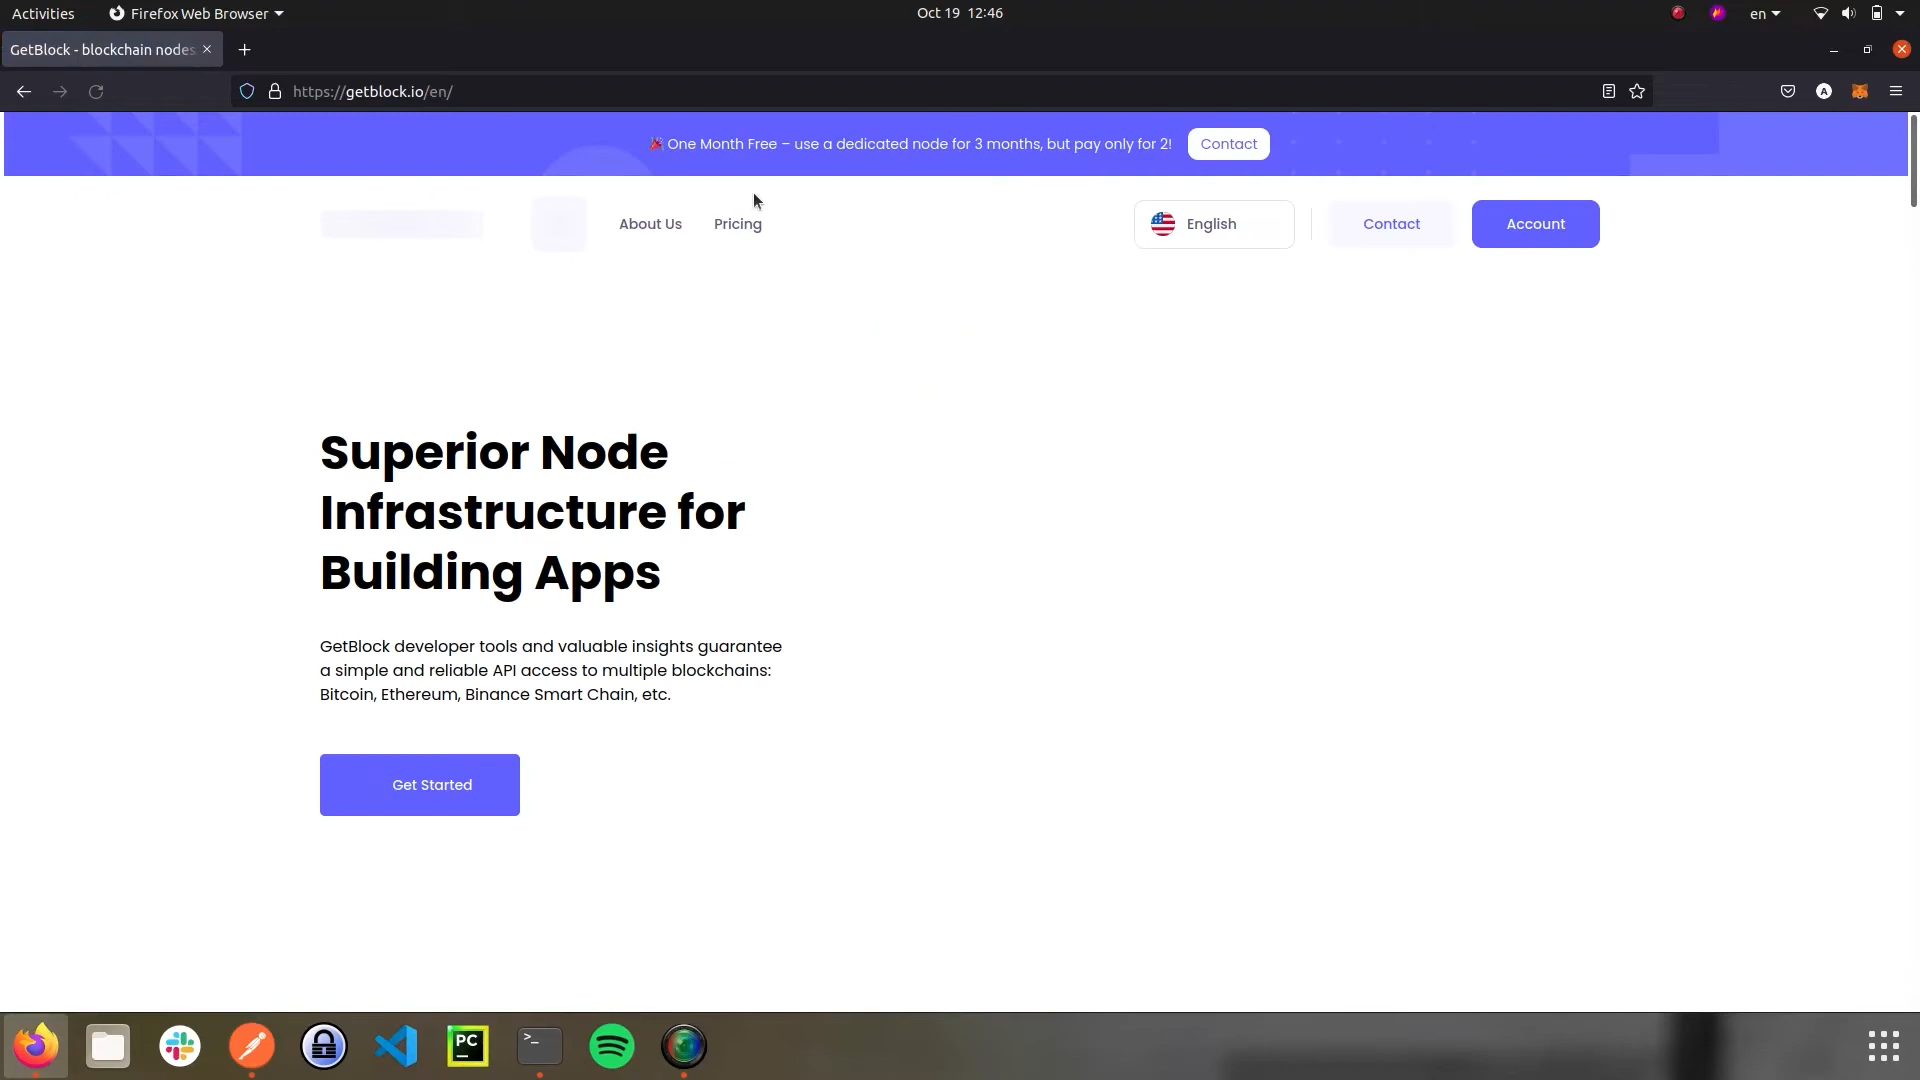 Activities
Firefox Web Browser
Oct 19 12:46
en
GetBlock - blockchain nodes
https://getblock.io/en/
🎉 One Month Free – use a dedicated node for 3 months, but pay only for 2!
Contact
About Us
Pricing
English
Contact
Account
Superior Node
Infrastructure for
Building Apps
GetBlock developer tools and valuable insights guarantee
a simple and reliable API access to multiple blockchains:
Bitcoin, Ethereum, Binance Smart Chain, etc.
Get Started
A
PC
>_